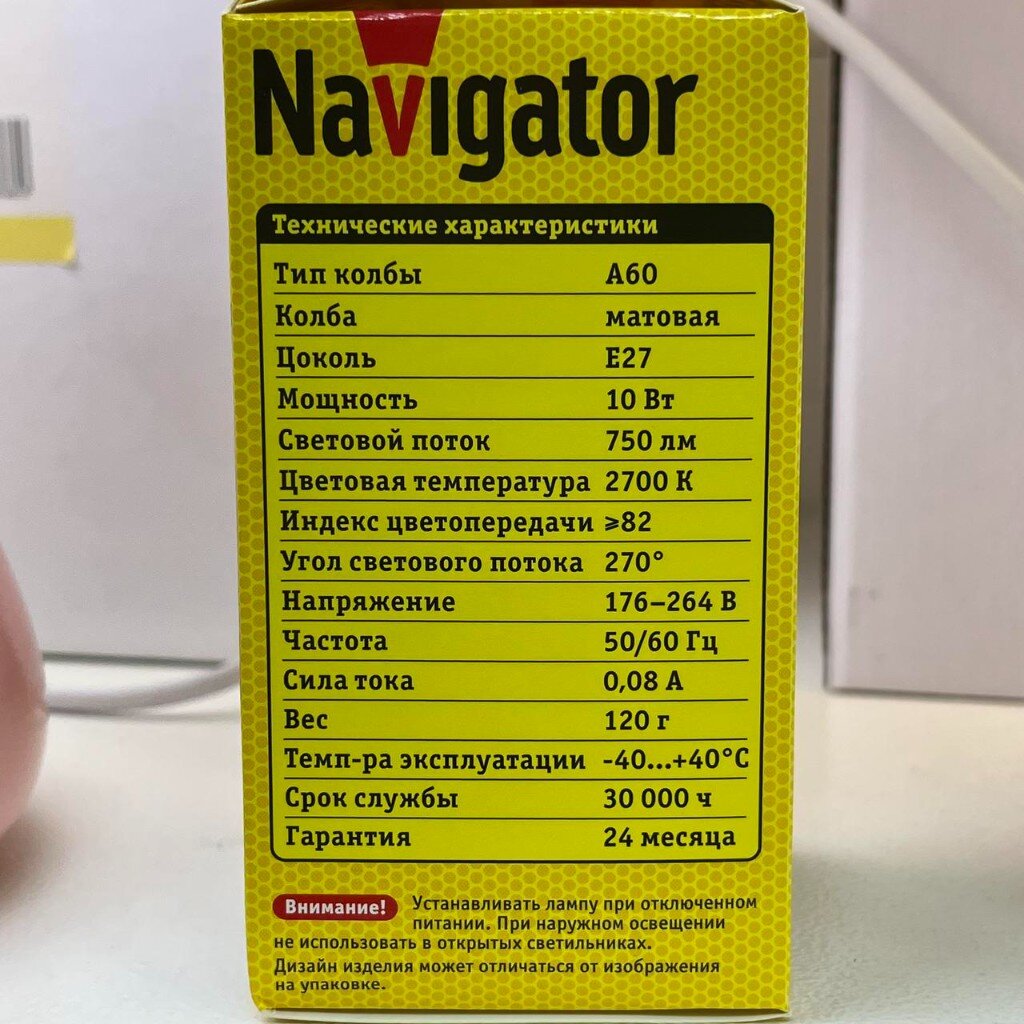 Navigator
Технические характеристики
Тип колбы A60
Колба матовая
Цоколь E27
Мощность 10 Вт
Световой поток 750 лм
Цветовая температура 2700 К
Индекс цветопередачи ≥82
Угол светового потока 270°
Напряжение 176–264 В
Частота 50/60 Гц
Сила тока 0,08 А
Вес 120 г
Темп-ра эксплуатации -40...+40°C
Срок службы 30 000 ч
Гарантия 24 месяца
Внимание! Устанавливать лампу при отключенном
питании. При наружном освещении
не использовать в открытых светильниках.
Дизайн изделия может отличаться от изображения
на упаковке.